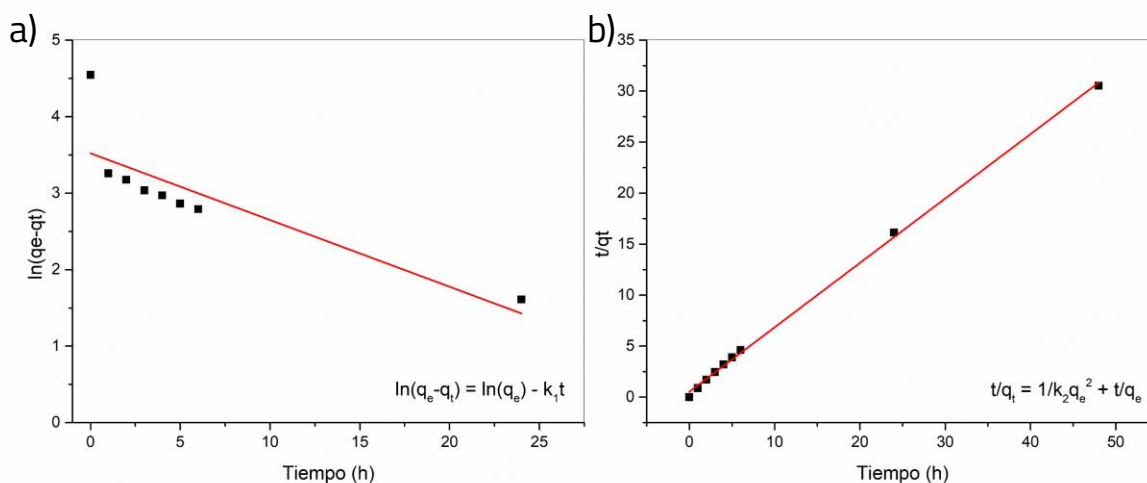 a)
5
4
3
2
1
0
ln(qe-qt)
ln(qₑ-qₜ) = ln(qₑ) - k₁t
0 5 10 15 20 25
Tiempo (h)
b)
35
30
25
20
15
10
5
0
t/qt
t/qₜ = 1/k₂qₑ² + t/qₑ
0 10 20 30 40 50
Tiempo (h)